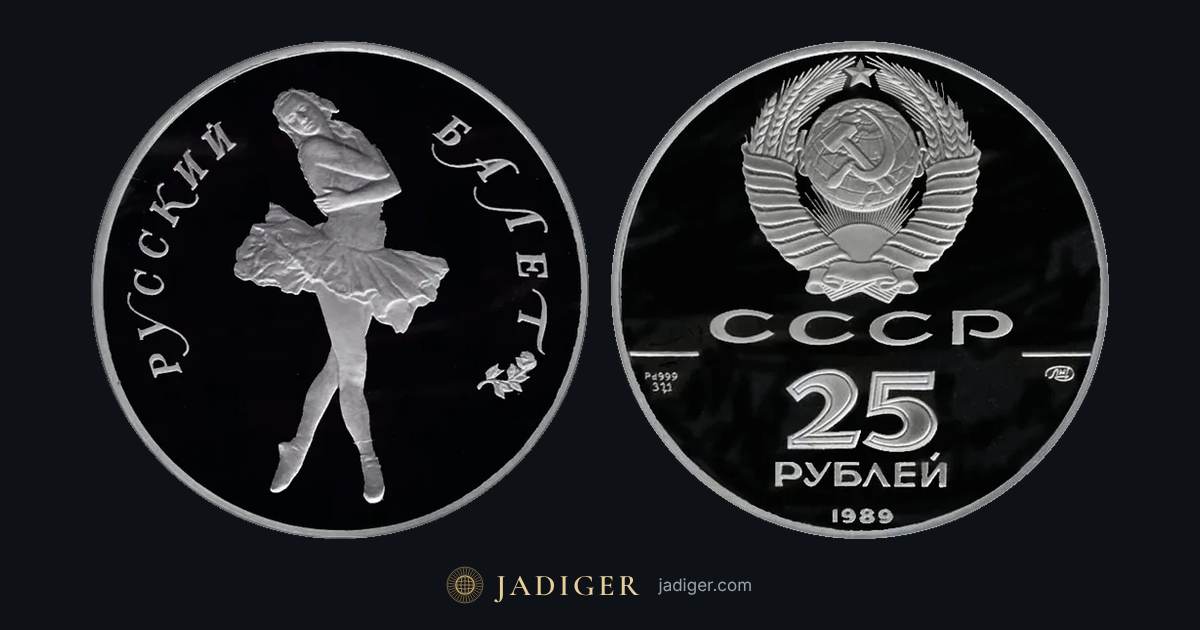 РУССКИЙ
БАЛЕТ
СССР
Pd999
31,1
ЛМД
25
РУБЛЕЙ
1989
JADIGER
jadiger.com